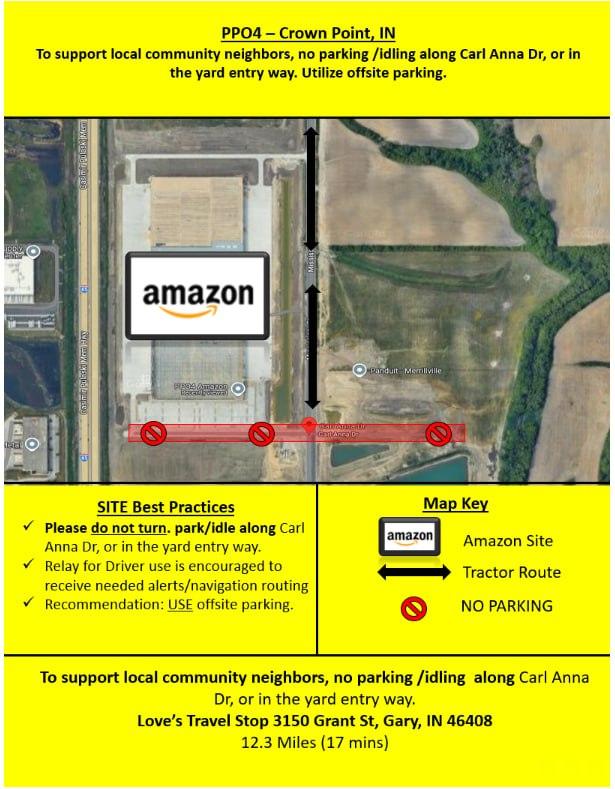 PPO4 – Crown Point, IN
To support local community neighbors, no parking /idling along Carl Anna Dr, or in
the yard entry way. Utilize offsite parking.
amazon
PPO4 Amazon
Recently viewed
Panduit - Merrillville
Carl Anna Dr
Carl Anna Dr
SITE Best Practices
✓ Please do not turn. park/idle along Carl
Anna Dr, or in the yard entry way.
✓ Relay for Driver use is encouraged to
receive needed alerts/navigation routing
✓ Recommendation: USE offsite parking.
Map Key
amazon
Amazon Site
Tractor Route
NO PARKING
To support local community neighbors, no parking /idling along Carl Anna
Dr, or in the yard entry way.
Love's Travel Stop 3150 Grant St, Gary, IN 46408
12.3 Miles (17 mins)